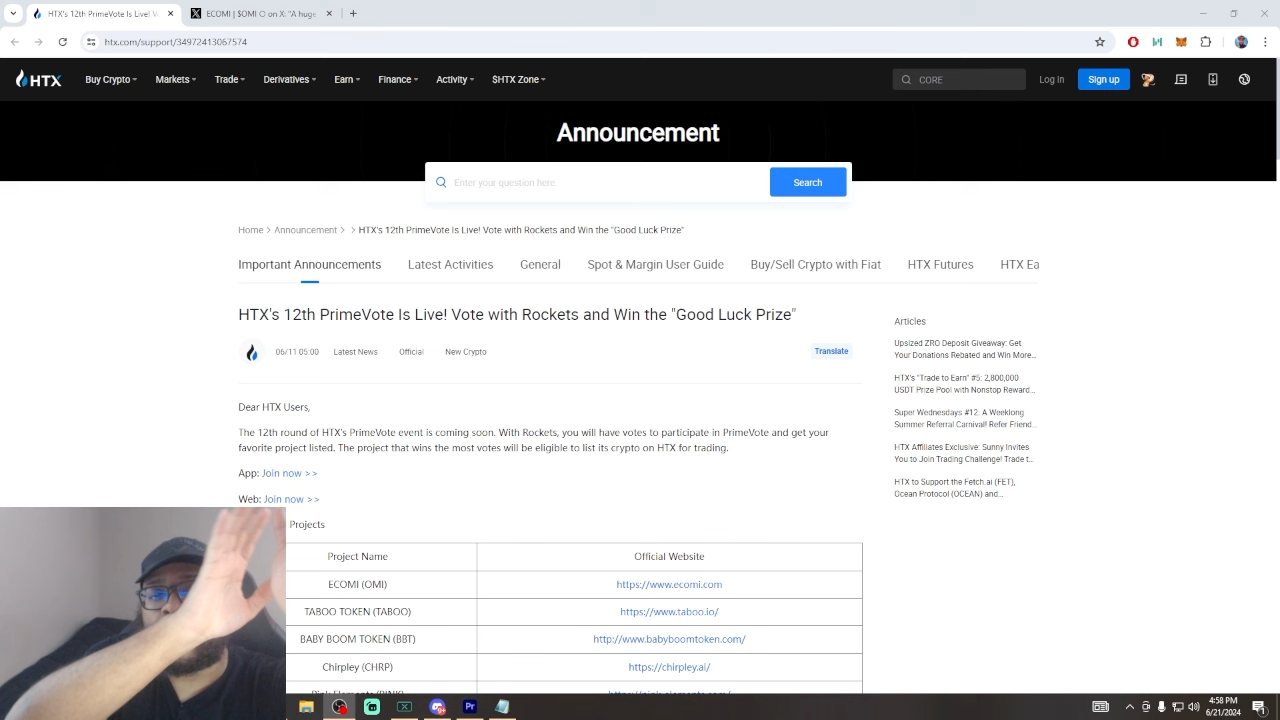 HTX's 12th PrimeVote Is Live! V
ECOMI | $OMI on X: "A huge
htx.com/support/34972413067574
HTX
Buy Crypto
Markets
Trade
Derivatives
Earn
Finance
Activity
$HTX Zone
CORE
Log In
Sign up
Announcement
Enter your question here.
Search
Home > Announcement > > HTX's 12th PrimeVote Is Live! Vote with Rockets and Win the "Good Luck Prize"
Important Announcements
Latest Activities
General
Spot & Margin User Guide
Buy/Sell Crypto with Fiat
HTX Futures
HTX Ea
HTX's 12th PrimeVote Is Live! Vote with Rockets and Win the "Good Luck Prize"
06/11 05:00
Latest News
Official
New Crypto
Translate
Dear HTX Users,
The 12th round of HTX's PrimeVote event is coming soon. With Rockets, you will have votes to participate in PrimeVote and get your
favorite project listed. The project that wins the most votes will be eligible to list its crypto on HTX for trading.
App: Join now >>
Web: Join now >>
Projects
Project Name
Official Website
ECOMI (OMI)
https://www.ecomi.com
TABOO TOKEN (TABOO)
https://www.taboo.io/
BABY BOOM TOKEN (BBT)
http://www.babyboomtoken.com/
Chirpley (CHRP)
https://chirpley.ai/
Articles
Upsized ZRO Deposit Giveaway: Get
Your Donations Rebated and Win More...
HTX's "Trade to Earn" #5: 2,800,000
USDT Prize Pool with Nonstop Reward...
Super Wednesdays #12: A Weeklong
Summer Referral Carnival! Refer Friend...
HTX Affiliates Exclusive: Sunny Invites
You to Join Trading Challenge! Trade t...
HTX to Support the Fetch.ai (FET),
Ocean Protocol (OCEAN) and...
4:58 PM
6/21/2024